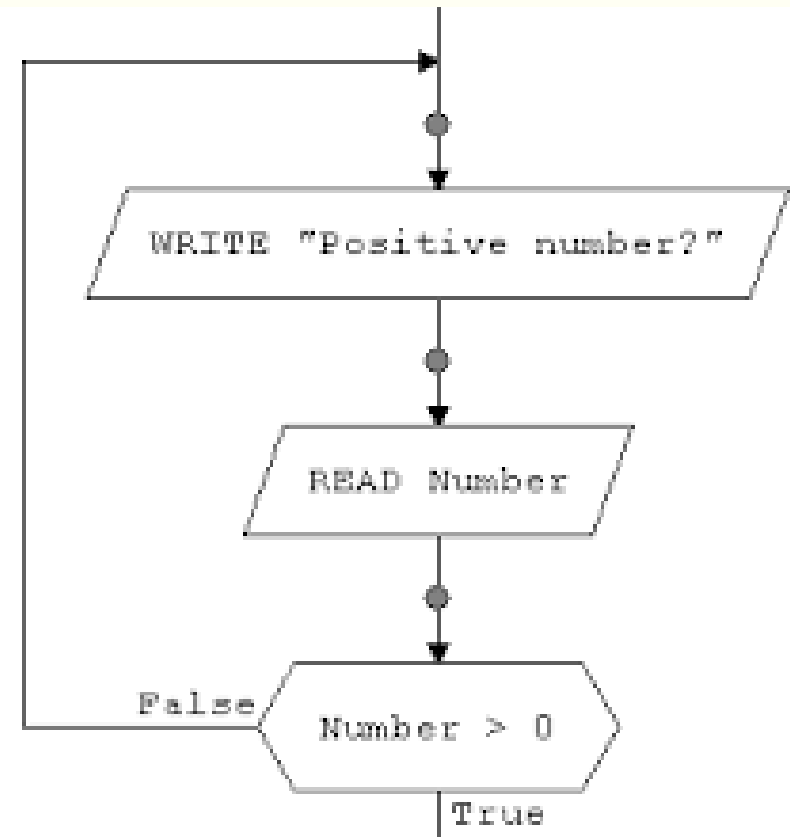 WRITE "Positive number?"
READ Number
False
Number > 0
True